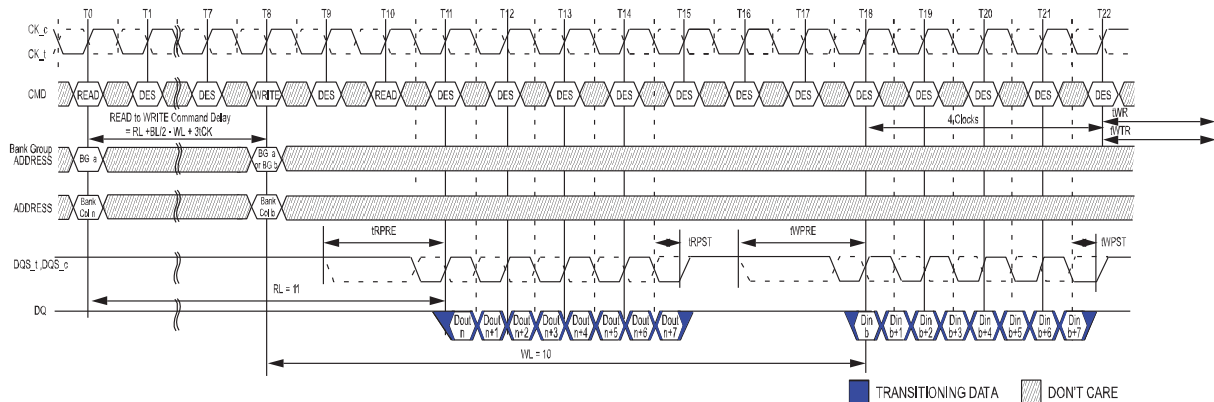 T0 T1 T7 T8 T9 T10 T11 T12 T13 T14 T15 T16 T17 T18 T19 T20 T21 T22
CK_c
CK_t
CMD READ DES DES WRITE DES READ DES DES DES DES DES DES DES DES DES DES DES DES
READ to WRITE Command Delay
= RL +BL/2 - WL + 3tCK
4 Clocks
tWR
tWTR
Bank Group
ADDRESS
BG a
BG a
or BG b
ADDRESS
Bank
Col n
Bank
Col b
tRPRE tRPST tWPRE tWPST
DQS_t ,DQS_c
RL = 11
DQ
Dout Dout Dout Dout Dout Dout Dout Dout Din Din Din Din Din Din Din Din
n n+1 n+2 n+3 n+4 n+5 n+6 n+7 b b+1 b+2 b+3 b+4 b+5 b+6 b+7
WL = 10
TRANSITIONING DATA DON'T CARE